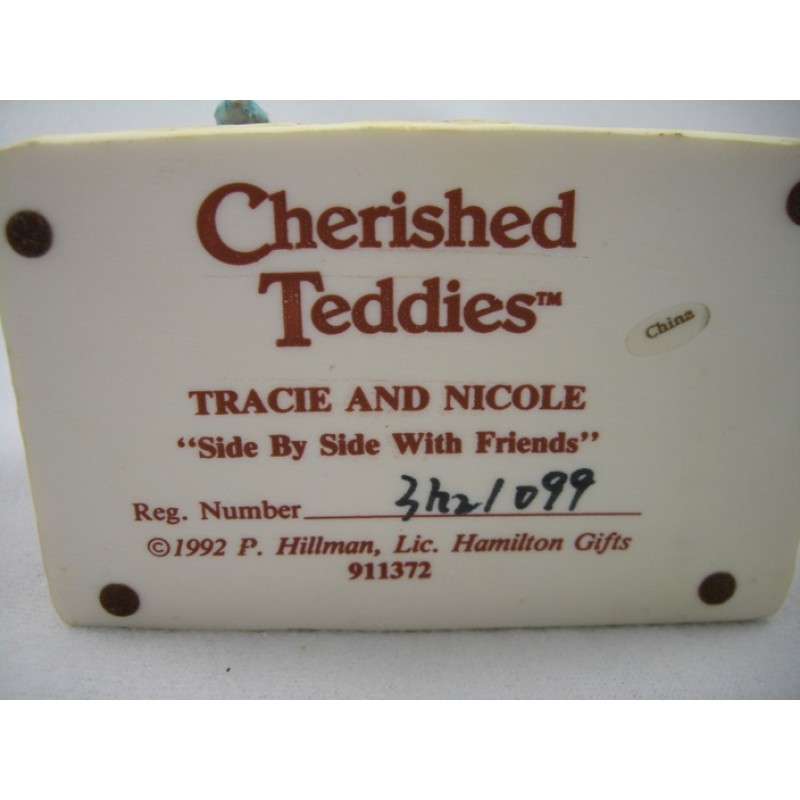 Cherished
Teddies™
China
TRACIE AND NICOLE
“Side By Side With Friends”
Reg. Number
©1992 P. Hillman, Lic. Hamilton Gifts
911372